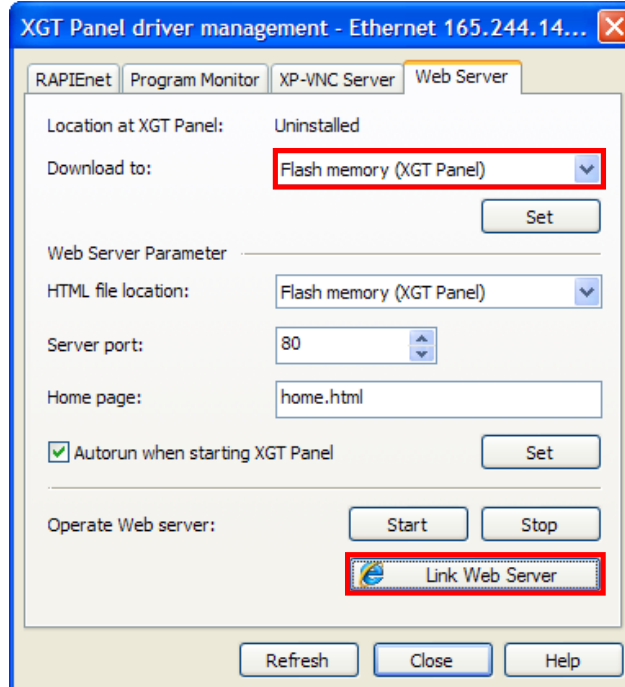 XGT Panel driver management - Ethernet 165.244.14...
RAPIEnet Program Monitor XP-VNC Server Web Server
Location at XGT Panel: Uninstalled
Download to: Flash memory (XGT Panel)
Set
Web Server Parameter
HTML file location: Flash memory (XGT Panel)
Server port: 80
Home page: home.html
Autorun when starting XGT Panel Set
Operate Web server: Start Stop
Link Web Server
Refresh Close Help